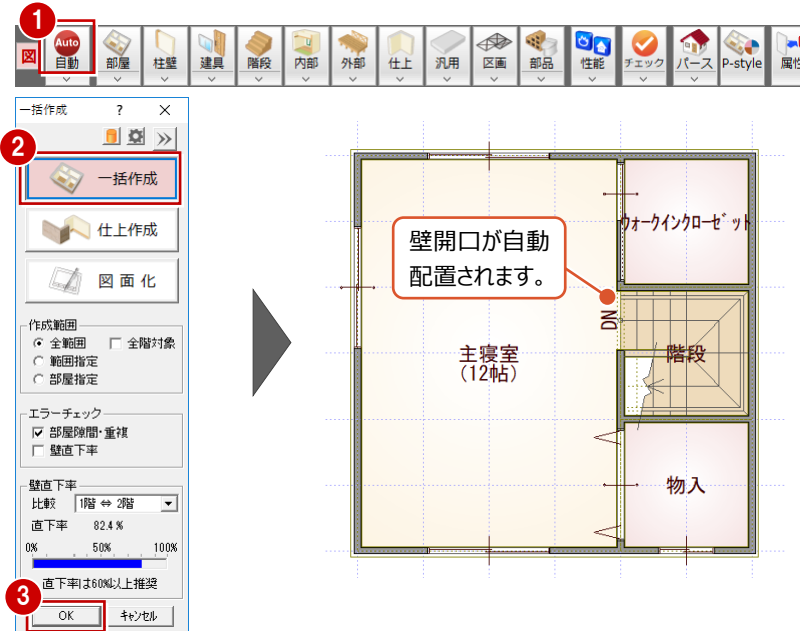 1
図
Auto
自動
部屋
柱壁
建具
階段
内部
外部
仕上
汎用
区画
部品
性能
チェック
パース
P-style
属性
一括作成 ? ×
2
一括作成
仕上作成
図面化
作成範囲
全範囲 全階対象
範囲指定
部屋指定
エラーチェック
部屋隙間・重複
壁直下率
壁直下率
比較 1階 ⇔ 2階
直下率 82.4 %
0% 50% 100%
直下率は60%以上推奨
3
OK キャンセル
ウォークインクローゼット
壁開口が自動
配置されます。
DN
主寝室
(12帖)
階段
物入